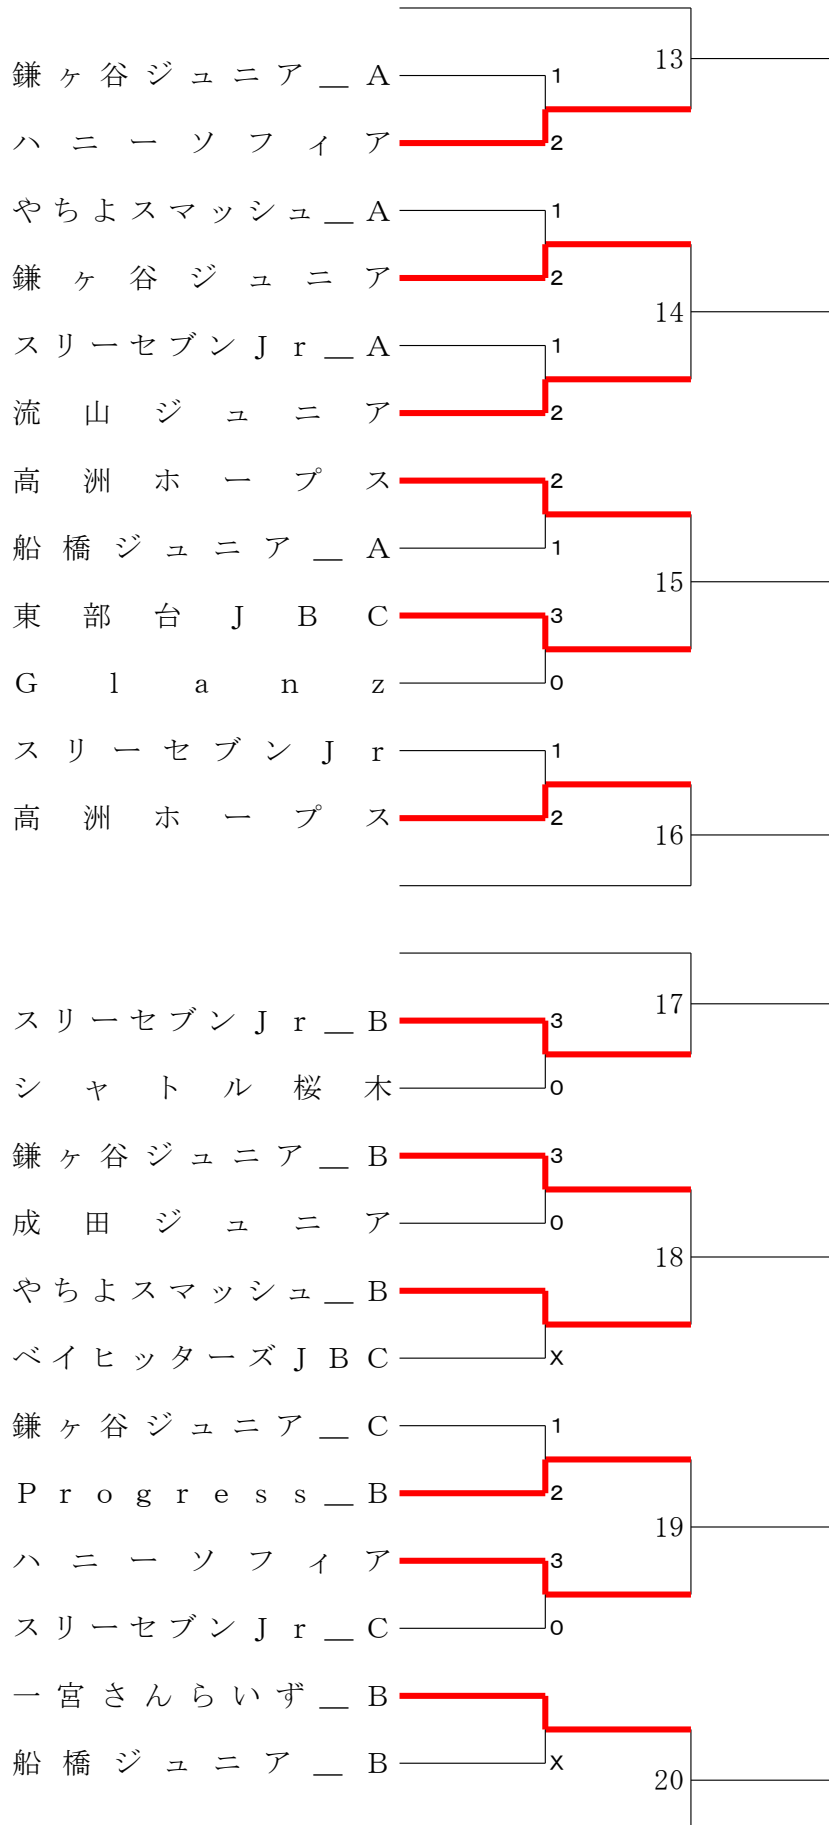 13
鎌ヶ谷ジュニア＿A 1
ハニーソフィア 2
やちよスマッシュ＿A 1
鎌ヶ谷ジュニア 2
14
スリーセブンJr＿A 1
流山ジュニア 2
高洲ホープス 2
船橋ジュニア＿A 1
15
東部台JBC 3
Glanz 0
スリーセブンJr 1
高洲ホープス 2
16
17
スリーセブンJr＿B 3
シャトル桜木 0
鎌ヶ谷ジュニア＿B 3
成田ジュニア 0
18
やちよスマッシュ＿B
ベイヒッターズJBC X
鎌ヶ谷ジュニア＿C 1
Progress＿B 2
19
ハニーソフィア 3
スリーセブンJr＿C 0
一宮さんらいず＿B
船橋ジュニア＿B X
20